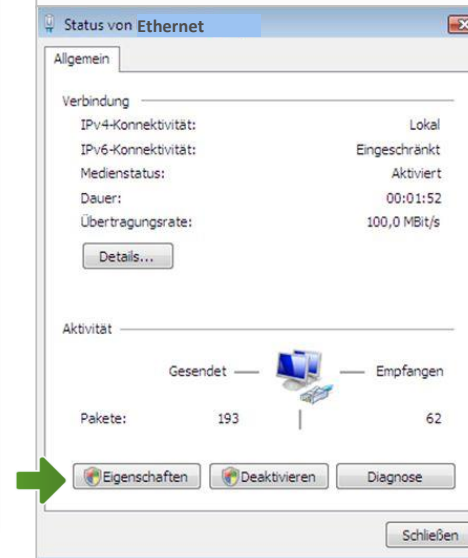 Status von Ethernet
Allgemein
Verbindung
IPv4-Konnektivität: Lokal
IPv6-Konnektivität: Eingeschränkt
Medienstatus: Aktiviert
Dauer: 00:01:52
Übertragungsrate: 100,0 MBit/s
Details...
Aktivität
Gesendet — Empfangen
Pakete: 193 | 62
Eigenschaften Deaktivieren Diagnose
Schließen